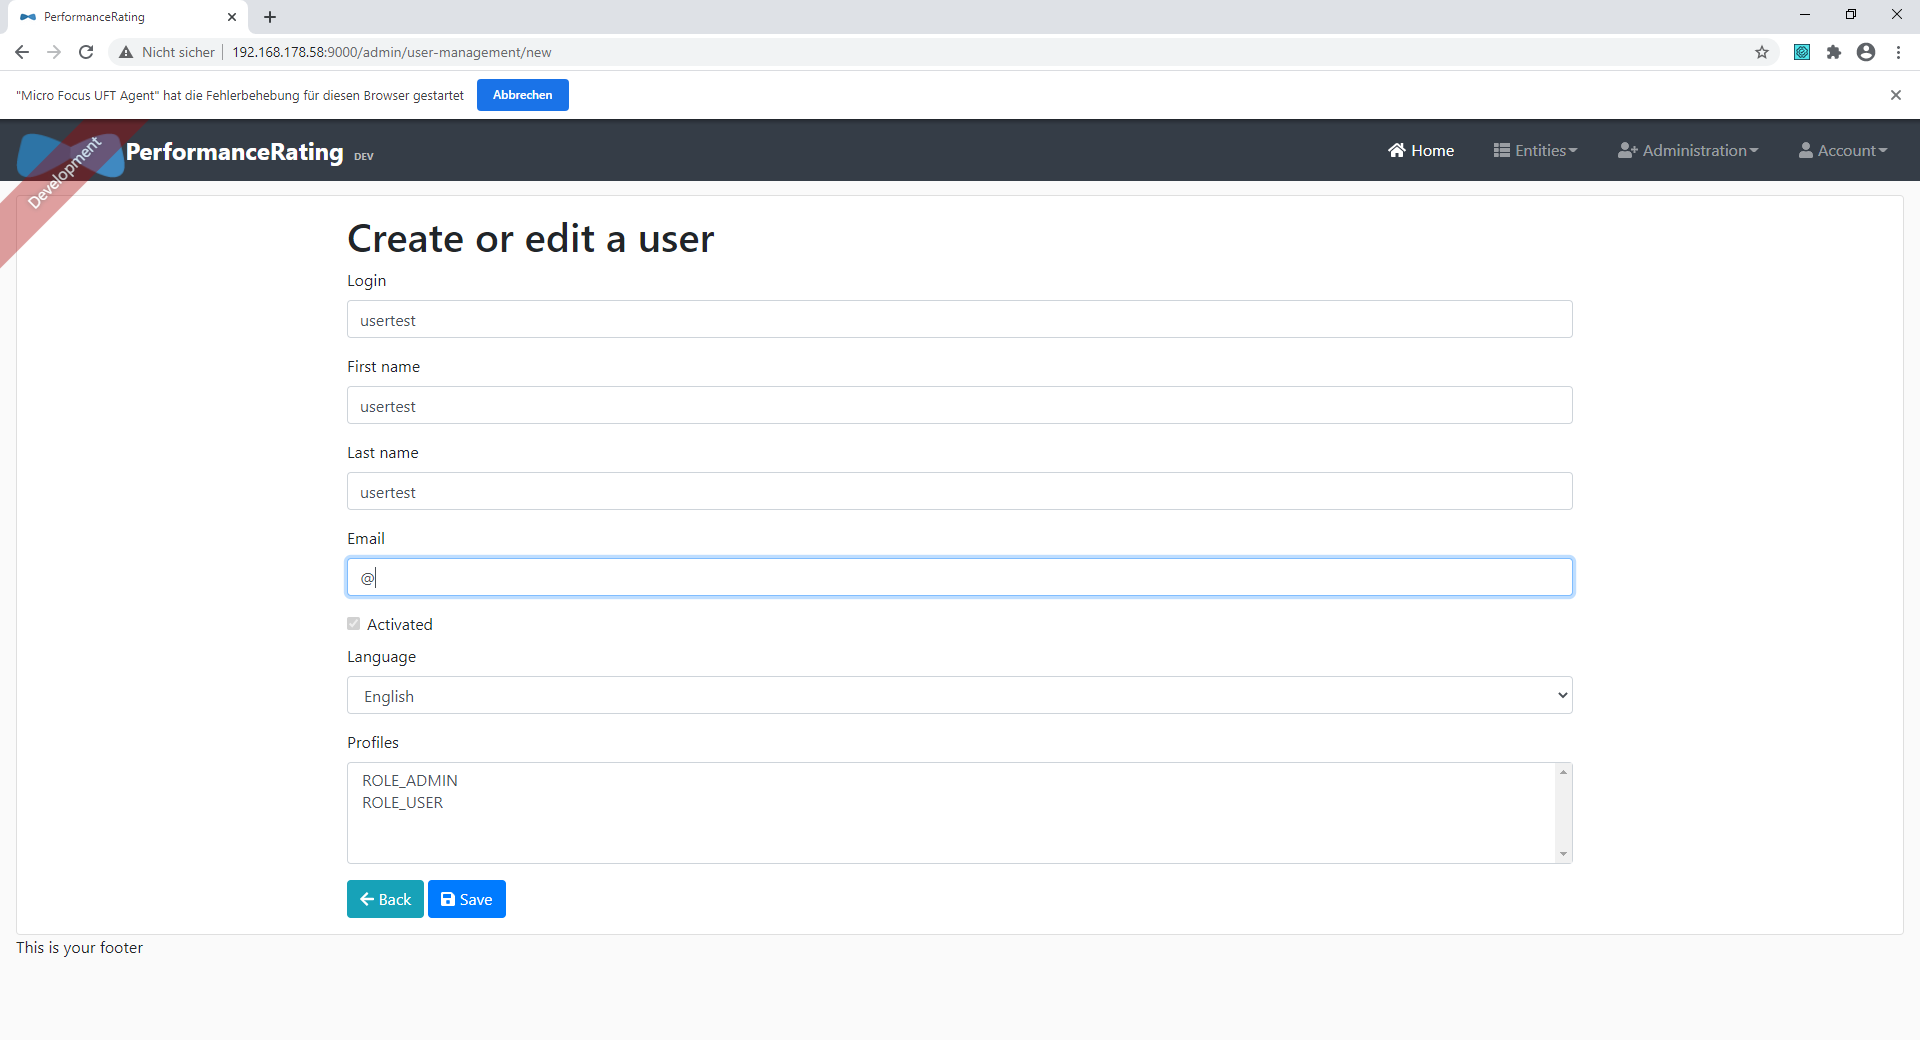 PerformanceRating
Nicht sicher 192.168.178.58:9000/admin/user-management/new
"Micro Focus UFT Agent" hat die Fehlerbehebung für diesen Browser gestartet Abbrechen
Development
PerformanceRating DEV Home Entities Administration Account
Create or edit a user
Login
usertest
First name
usertest
Last name
usertest
Email
@
Activated
Language
English
Profiles
ROLE_ADMIN
ROLE_USER
Back Save
This is your footer